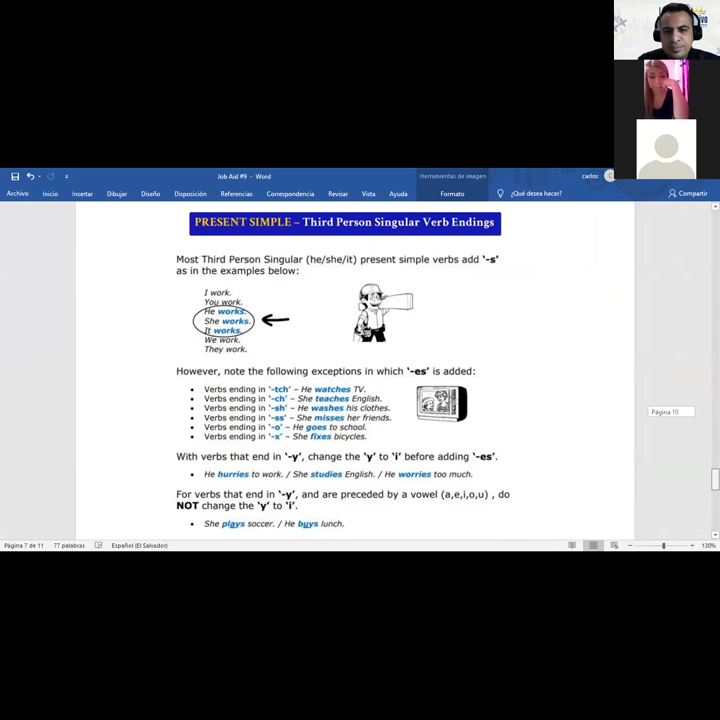 VO
Job Aid #9 - Word
Herramientas de imagen
carlos
Archivo Inicio Insertar Dibujar Diseño Disposición Referencias Correspondencia Revisar Vista Ayuda Formato ¿Qué desea hacer? Compartir
PRESENT SIMPLE – Third Person Singular Verb Endings
Most Third Person Singular (he/she/it) present simple verbs add '-s'
as in the examples below:
I work.
You work.
He works.
She works.
It works.
We work.
They work.
However, note the following exceptions in which '-es' is added:
• Verbs ending in '-tch' – He watches TV.
• Verbs ending in '-ch' – She teaches English.
• Verbs ending in '-sh' – He washes his clothes.
• Verbs ending in '-ss' – She misses her friends.
• Verbs ending in '-o' – He goes to school.
• Verbs ending in '-x' – She fixes bicycles.
Página 10
With verbs that end in '-y', change the 'y' to 'i' before adding '-es'.
• He hurries to work. / She studies English. / He worries too much.
For verbs that end in '-y', and are preceded by a vowel (a,e,i,o,u) , do
NOT change the 'y' to 'i'.
• She plays soccer. / He buys lunch.
Página 7 de 11 77 palabras Español (El Salvador) 130%